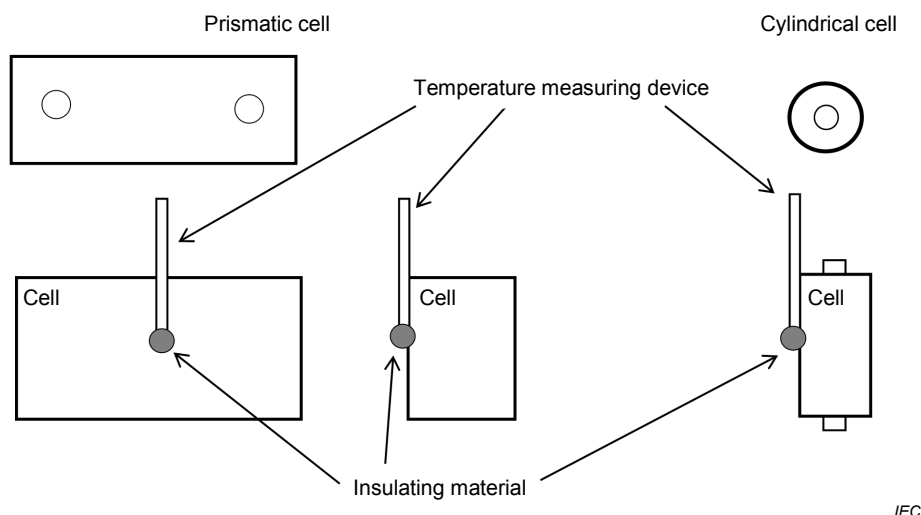 Prismatic cell
Cylindrical cell
Temperature measuring device
Cell
Cell
Cell
Insulating material
IEC